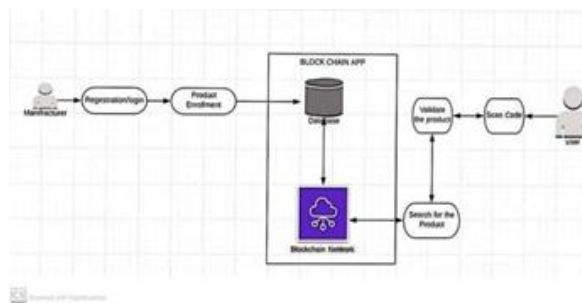 BLOCK CHAIN APP
Manufacturer
Registration/login
Product
Enrollment
Database
Validate
the product
Scan Code
User
Search for the
Product
Blockchain Network
CS